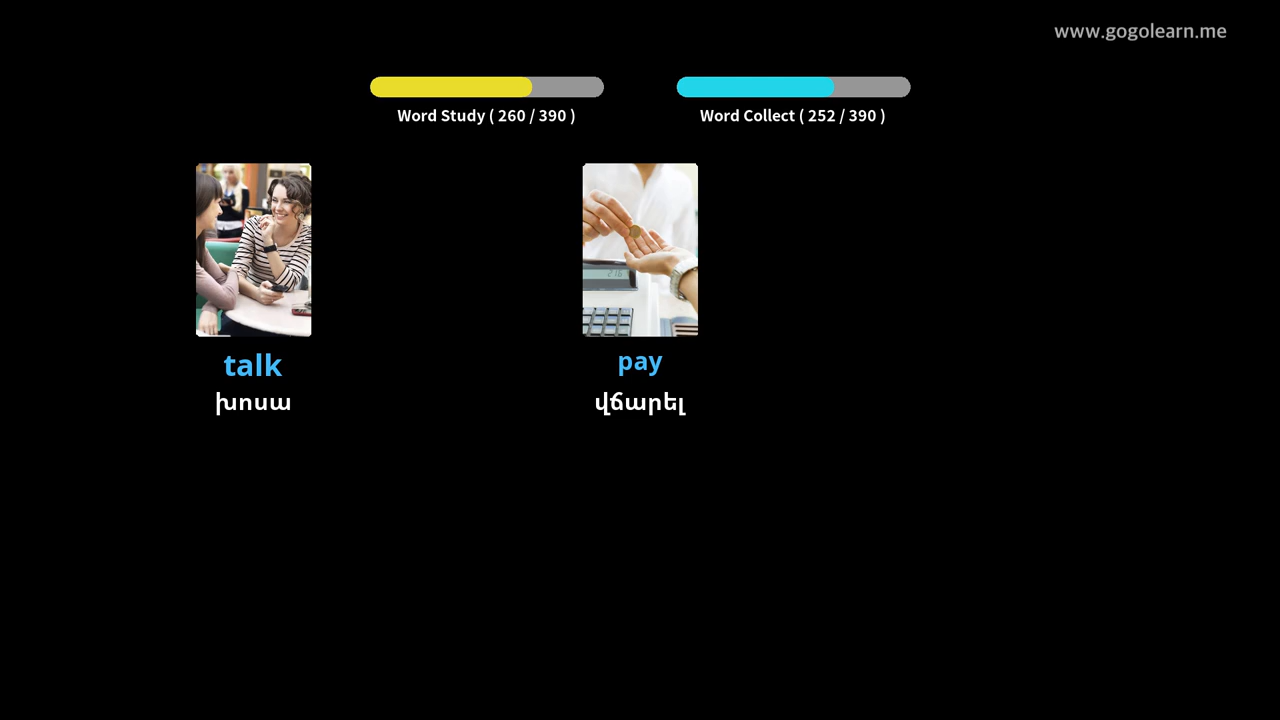 www.gogolearn.me
Word Study ( 260 / 390 )
Word Collect ( 252 / 390 )
talk
խոսա
pay
վճարել